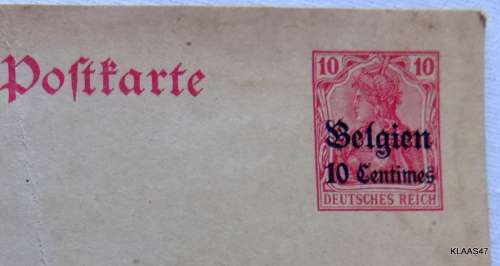 Postkarte
10 10
Belgien
10 Centimes
DEUTSCHES REICH
KLAAS47